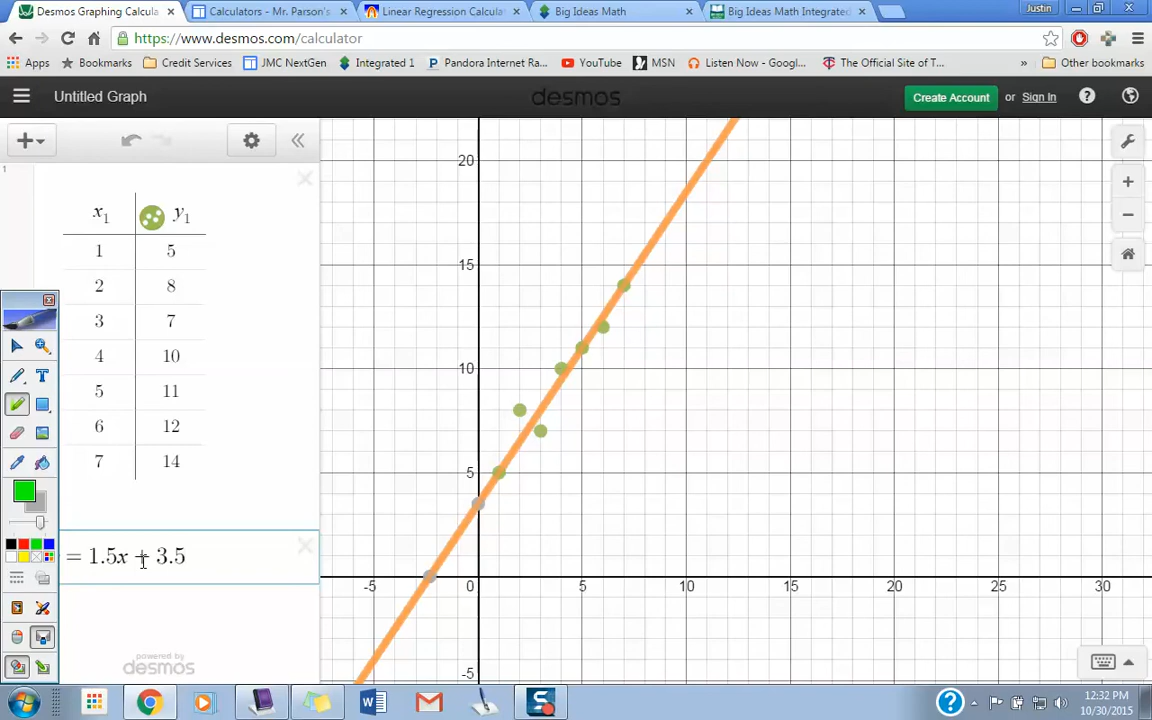 Desmos Graphing Calcula
Calculators - Mr. Parson's
Linear Regression Calcula
Big Ideas Math
Big Ideas Math Integrated
Justin
https://www.desmos.com/calculator
Apps
Bookmarks
Credit Services
JMC NextGen
Integrated 1
Pandora Internet Ra...
YouTube
MSN
Listen Now - Googl...
The Official Site of T...
»
Other bookmarks
Untitled Graph
desmos
Create Account
or
Sign In
1
x₁ y₁
1 5
2 8
3 7
4 10
5 11
6 12
7 14
= 1.5x + 3.5
powered by
desmos
20
15
10
5
-5 0 5 10 15 20 25 30
-5
12:32 PM
10/30/2015